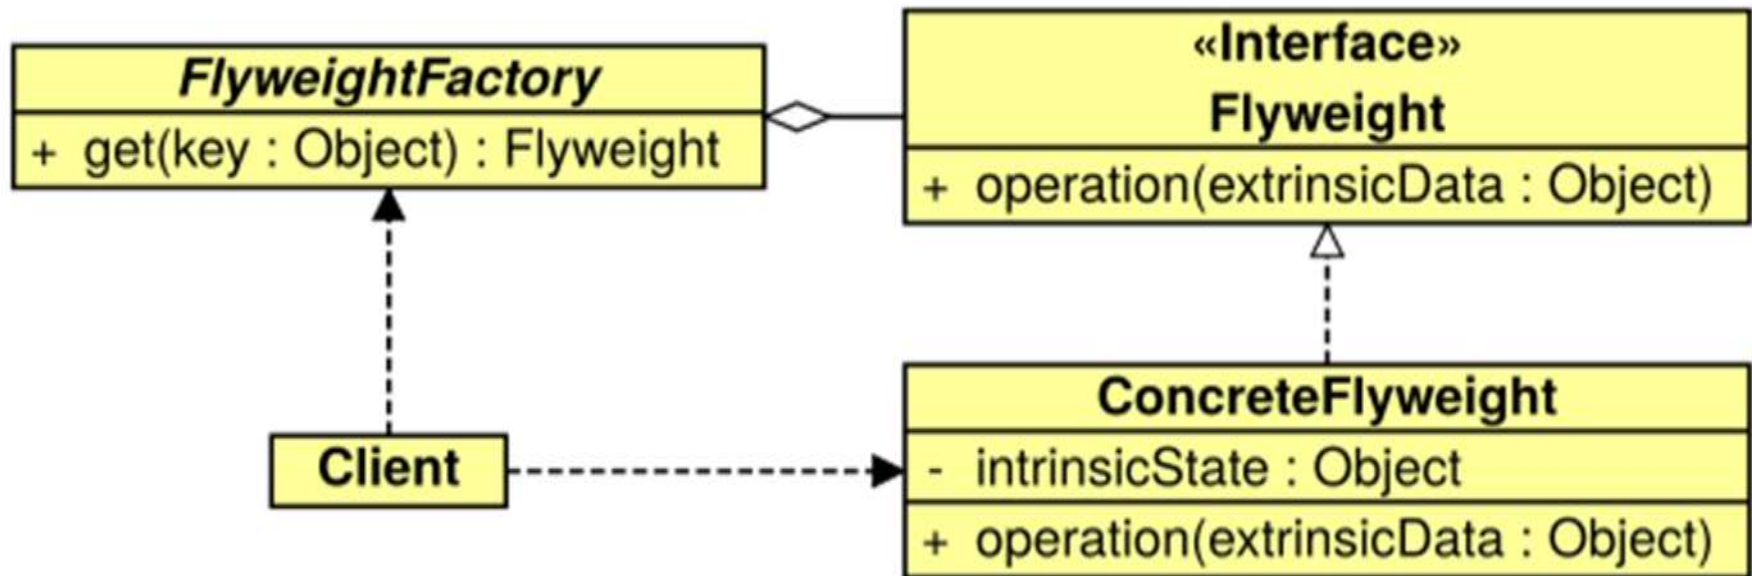 FlyweightFactory
+ get(key : Object) : Flyweight
«Interface»
Flyweight
+ operation(extrinsicData : Object)
Client
ConcreteFlyweight
- intrinsicState : Object
+ operation(extrinsicData : Object)